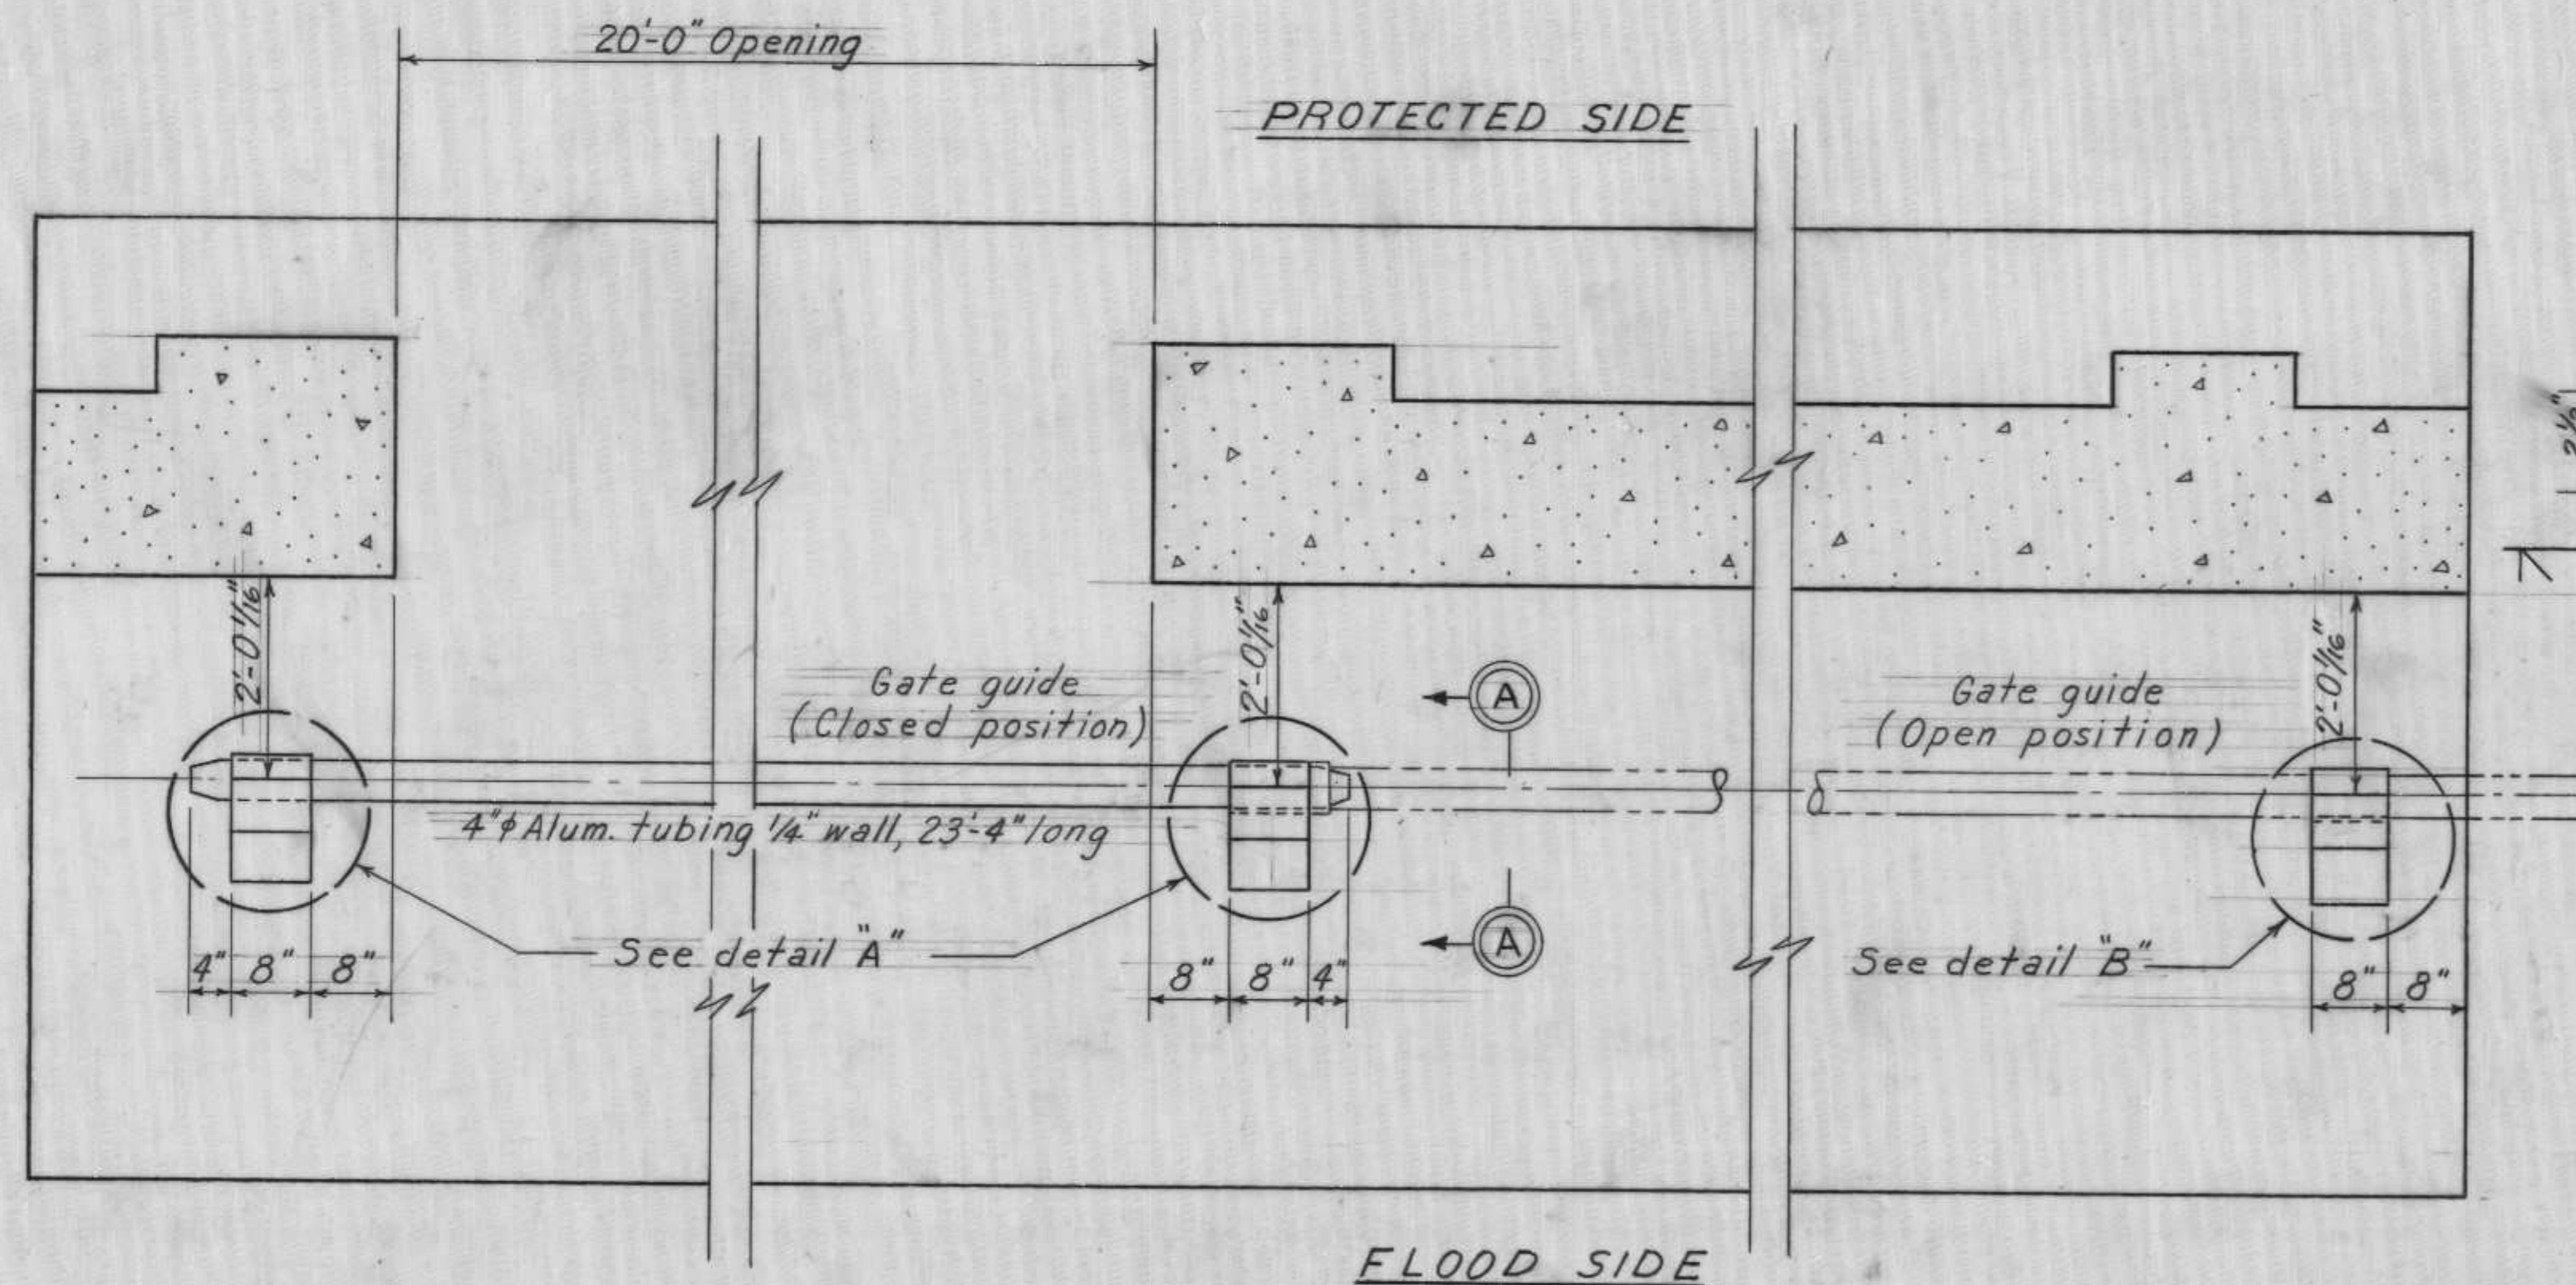 20'-0" Opening
PROTECTED SIDE
2'-0 1/16"
2'-0 1/16"
2'-0 1/16"
Gate guide
(Closed position)
A
Gate guide
(Open position)
4"φ Alum. tubing 1/4" wall, 23'-4" long
See detail "A"
A
See detail "B"
4" 8" 8"
8" 8" 4"
8" 8"
FLOOD SIDE